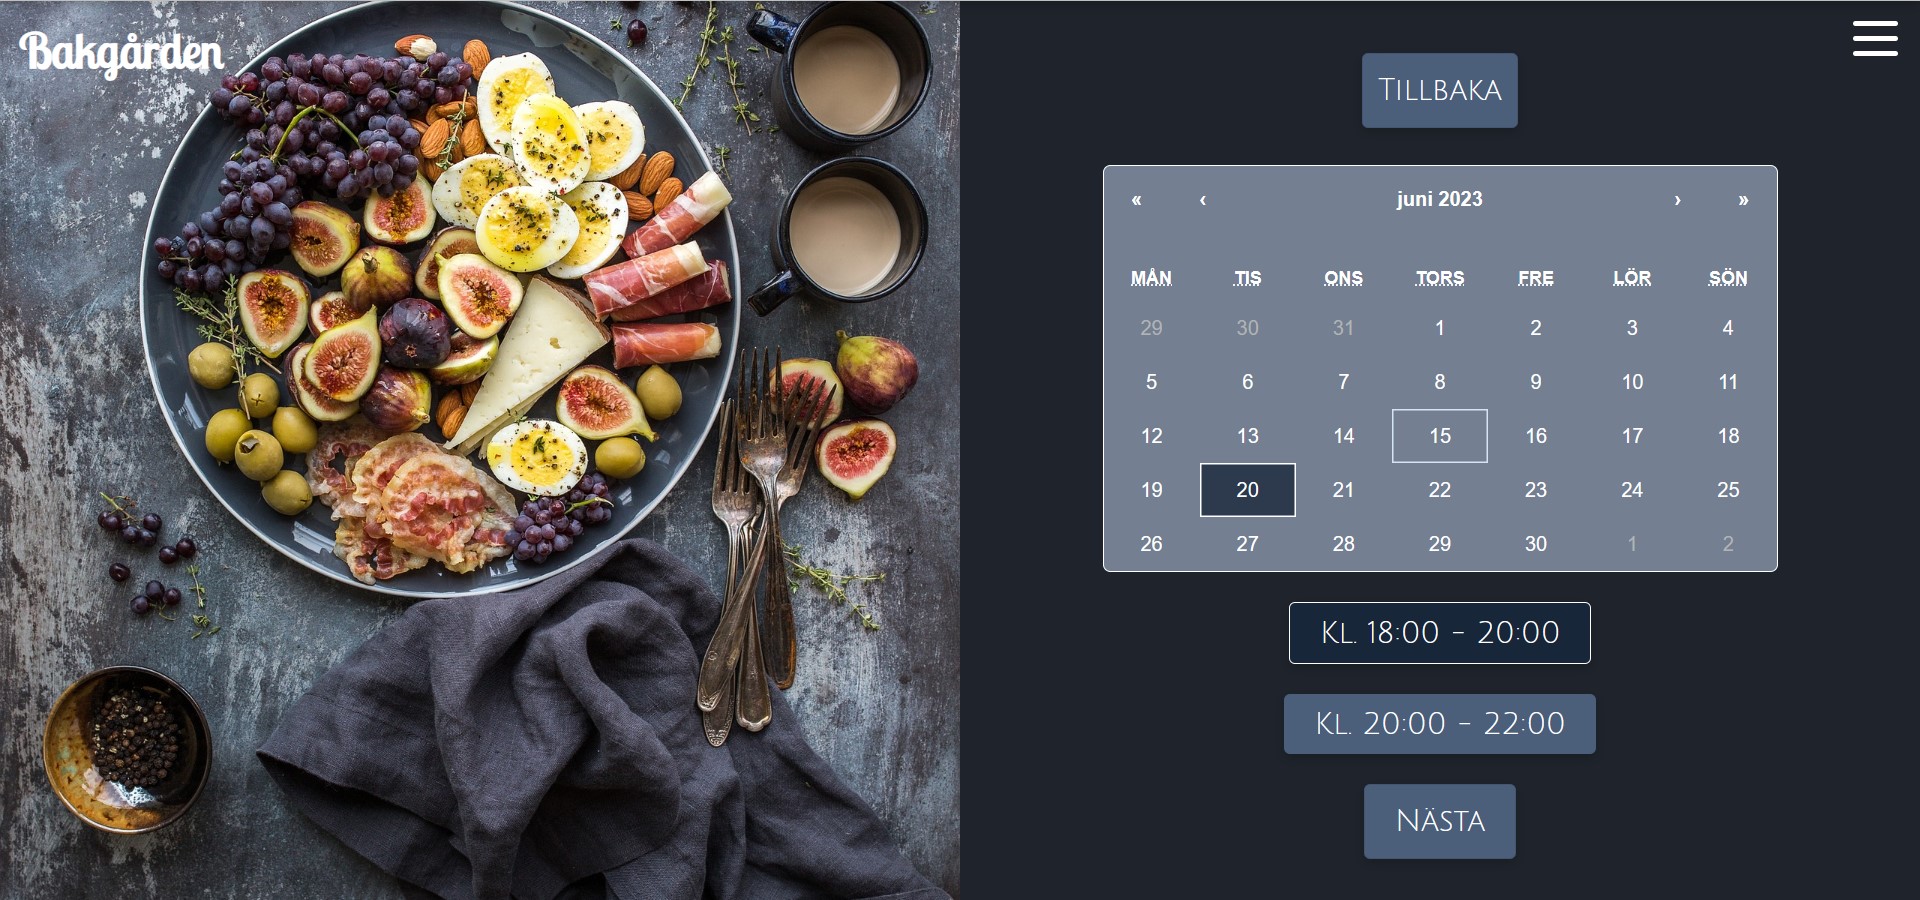 Bakgården
TILLBAKA
« ‹ juni 2023 › »
MÅN TIS ONS TORS FRE LÖR SÖN
29 30 31 1 2 3 4
5 6 7 8 9 10 11
12 13 14 15 16 17 18
19 20 21 22 23 24 25
26 27 28 29 30 1 2
KL. 18:00 - 20:00
KL. 20:00 - 22:00
NÄSTA